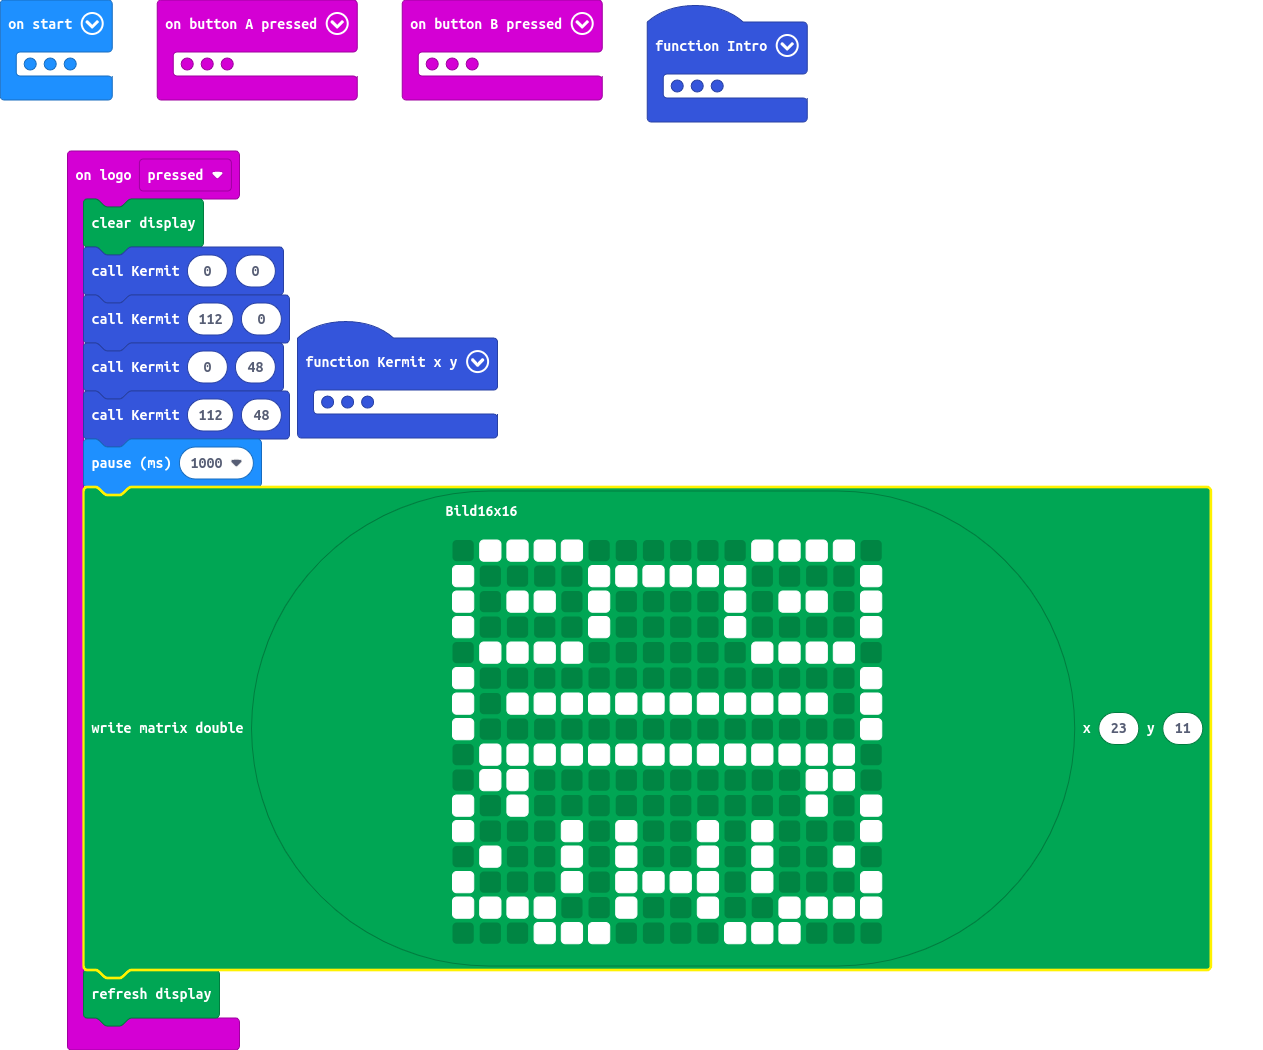 on start
on button A pressed
on button B pressed
function Intro
on logo pressed
clear display
call Kermit 0 0
call Kermit 112 0
call Kermit 0 48
call Kermit 112 48
function Kermit x y
pause (ms) 1000
Bild16x16
write matrix double x 23 y 11
refresh display